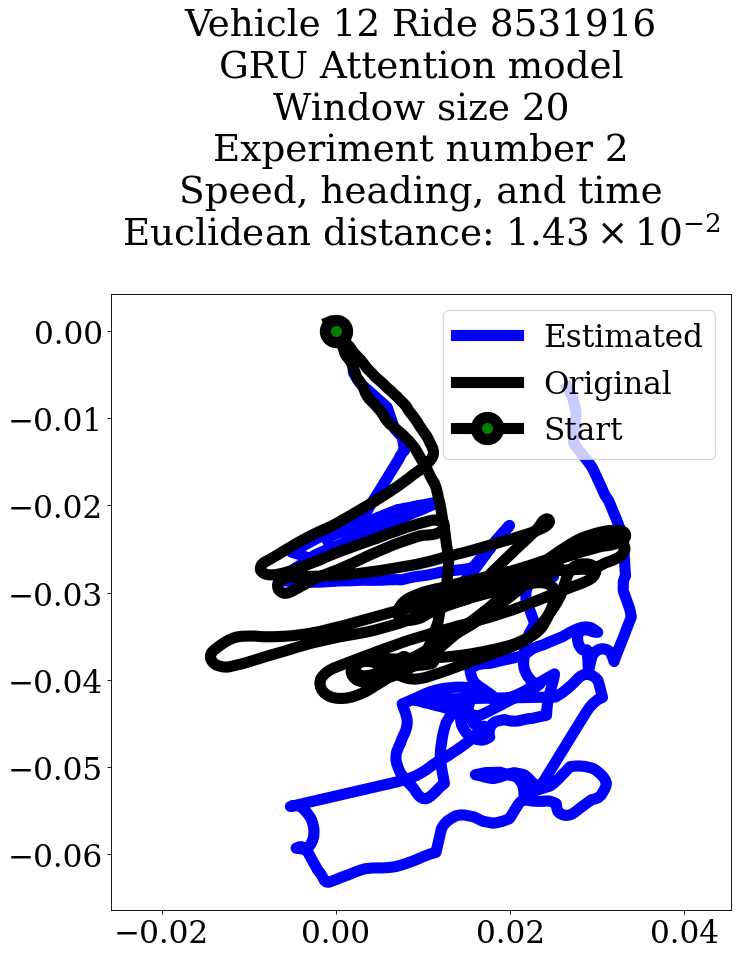 Vehicle 12 Ride 8531916
GRU Attention model
Window size 20
Experiment number 2
Speed, heading, and time
Euclidean distance: 1.43 × 10⁻²
Estimated
Original
Start
0.00
−0.01
−0.02
−0.03
−0.04
−0.05
−0.06
−0.02 0.00 0.02 0.04